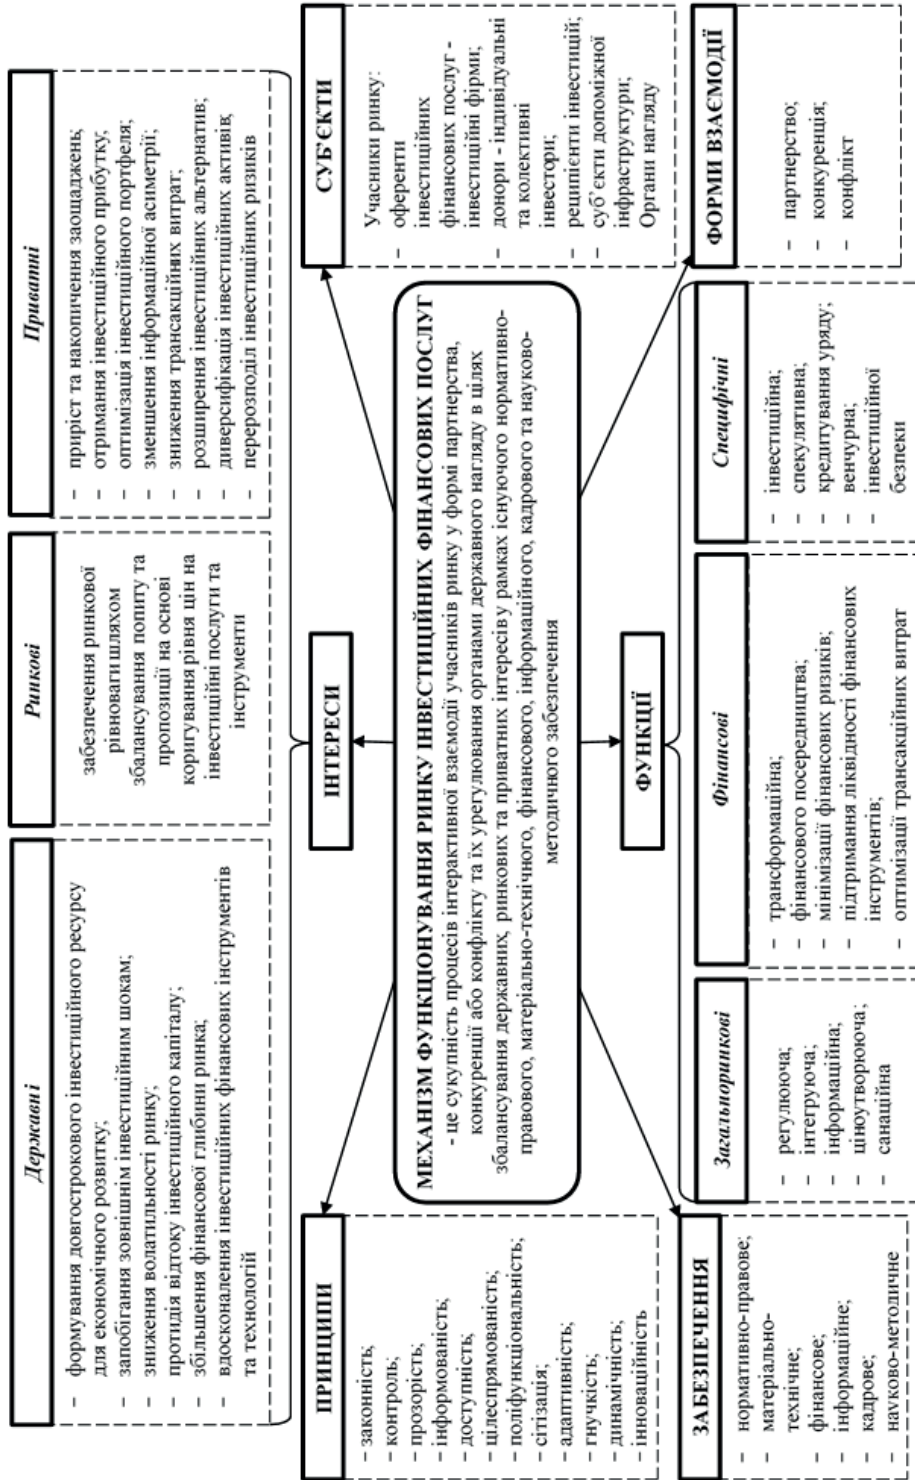 Державні
– формування довгострокового інвестиційного ресурсу
для економічного розвитку;
– запобігання зовнішнім інвестиційним шокам;
– зниження волатильності ринку;
– протидія відтоку інвестиційного капіталу;
– збільшення фінансової глибини ринка;
– вдосконалення інвестиційних фінансових інструментів
та технологій
Ринкові
забезпечення ринкової
рівноваги шляхом
збалансування попиту та
пропозиції на основі
коригування рівня цін на
інвестиційні послуги та
інструменти
Приватні
– приріст та накопичення заощаджень;
– отримання інвестиційного прибутку;
– оптимізація інвестиційного портфеля;
– зменшення інформаційної асиметрії;
– зниження трансакційних витрат;
– розширення інвестиційних альтернатив;
– диверсифікація інвестиційних активів;
– перерозподіл інвестиційних ризиків
ПРИНЦИПИ
– законність;
– контроль;
– прозорість;
– інформованість;
– доступність;
– цілеспрямованість;
– поліфункціональність;
– сітізація;
– адаптивність;
– гнучкість;
– динамічність;
– інноваційність
ІНТЕРЕСИ
СУБ'ЄКТИ
Учасники ринку:
– оференти
інвестиційних
фінансових послуг -
інвестиційні фірми;
– донори - індивідуальні
та колективні
інвестори;
– реципієнти інвестицій;
– суб'єкти допоміжної
інфраструктури;
Органи нагляду
МЕХАНІЗМ ФУНКЦІОНУВАННЯ РИНКУ ІНВЕСТИЦІЙНИХ ФІНАНСОВИХ ПОСЛУГ
- це сукупність процесів інтерактивної взаємодії учасників ринку у формі партнерства,
конкуренції або конфлікту та їх урегулювання органами державного нагляду в цілях
збалансування державних, ринкових та приватних інтересів у рамках існуючого нормативно-
правового, матеріально-технічного, фінансового, інформаційного, кадрового та науково-
методичного забезпечення
ЗАБЕЗПЕЧЕННЯ
– нормативно-правове;
– матеріально-
технічне;
– фінансове;
– інформаційне;
– кадрове;
– науково-методичне
ФУНКЦІЇ
ФОРМИ ВЗАЄМОДІЇ
– партнерство;
– конкуренція;
– конфлікт
Загальноринкові
– регулююча;
– інтегруюча;
– інформаційна;
– ціноутворююча;
– санаційна
Фінансові
– трансформаційна;
– фінансового посередництва;
– мінімізації фінансових ризиків;
– підтримання ліквідності фінансових
інструментів;
– оптимізації трансакційних витрат
Специфічні
– інвестиційна;
– спекулятивна;
– кредитування уряду;
– венчурна;
– інвестиційної
безпеки